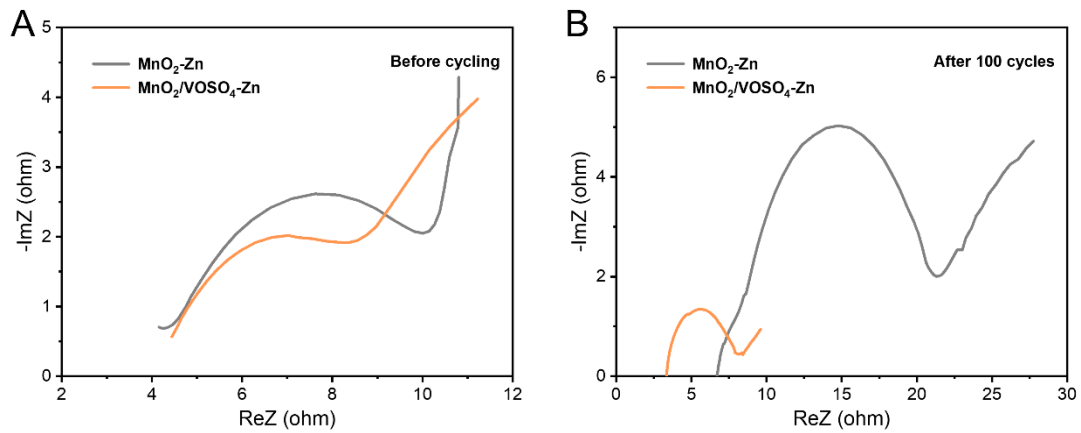 A
5
4
3
2
1
0
2
4
6
8
10
12
-ImZ (ohm)
ReZ (ohm)
MnO₂-Zn
MnO₂/VOSO₄-Zn
Before cycling
B
6
4
2
0
0
5
10
15
20
25
30
-ImZ (ohm)
ReZ (ohm)
MnO₂-Zn
MnO₂/VOSO₄-Zn
After 100 cycles